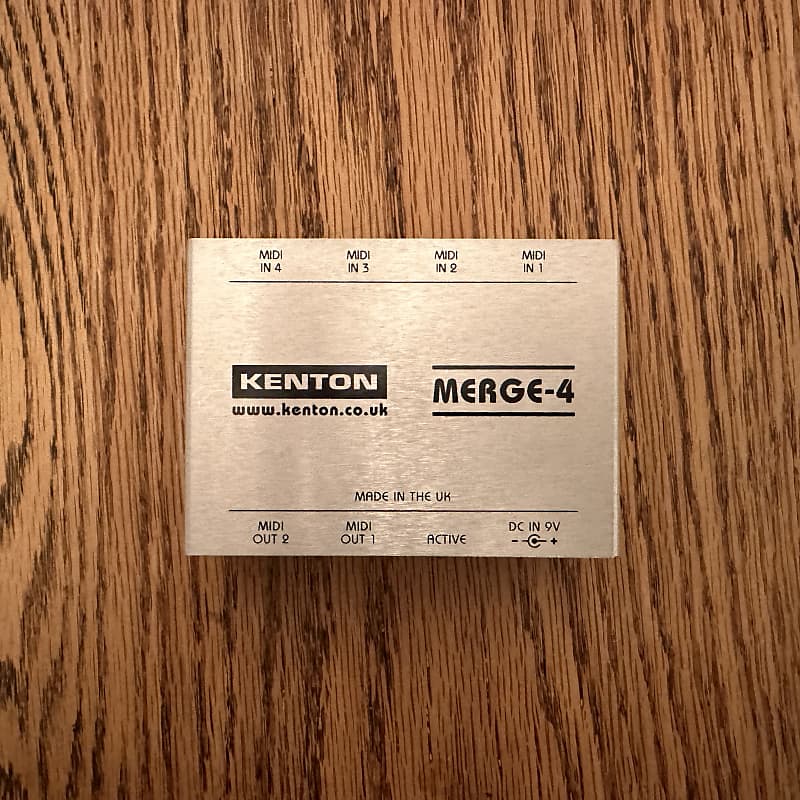 MIDI IN 4
MIDI IN 3
MIDI IN 2
MIDI IN 1
KENTON
www.kenton.co.uk
MERGE-4
MADE IN THE UK
MIDI OUT 2
MIDI OUT 1
ACTIVE
DC IN 9V
- +